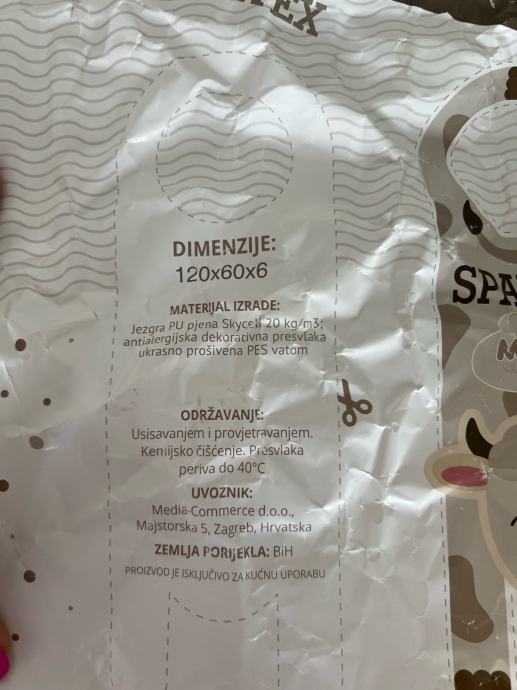 DIMENZIJE:
120x60x6
MATERIJAL IZRADE:
Jezgra PU pjena Skycell 20 kg/m3;
antialergijska dekorativna presvlaka
ukrasno prošivena PES vatom
ODRŽAVANJE:
Usisavanjem i provjetravanjem.
Kemijsko čišćenje. Presvlaka
periva do 40°C
UVOZNIK:
Media-Commerce d.o.o.,
Majstorska 5, Zagreb, Hrvatska
ZEMLJA PORIJEKLA: BiH
PROIZVOD JE ISKLJUČIVO ZA KUĆNU UPORABU
SPA